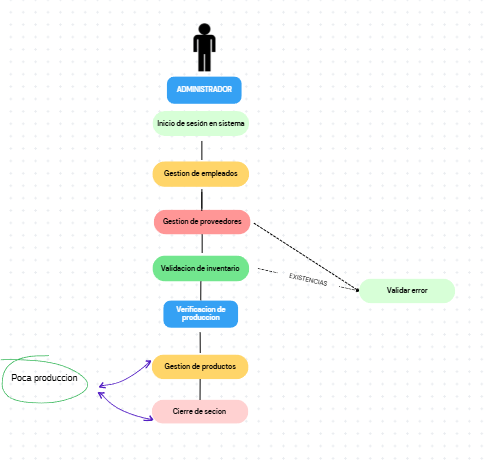 ADMINISTRADOR
Inicio de sesión en sistema
Gestion de empleados
Gestion de proveedores
Validacion de inventario
EXISTENCIAS
Validar error
Verificacion de
produccion
Gestion de productos
Poca produccion
Cierre de secion